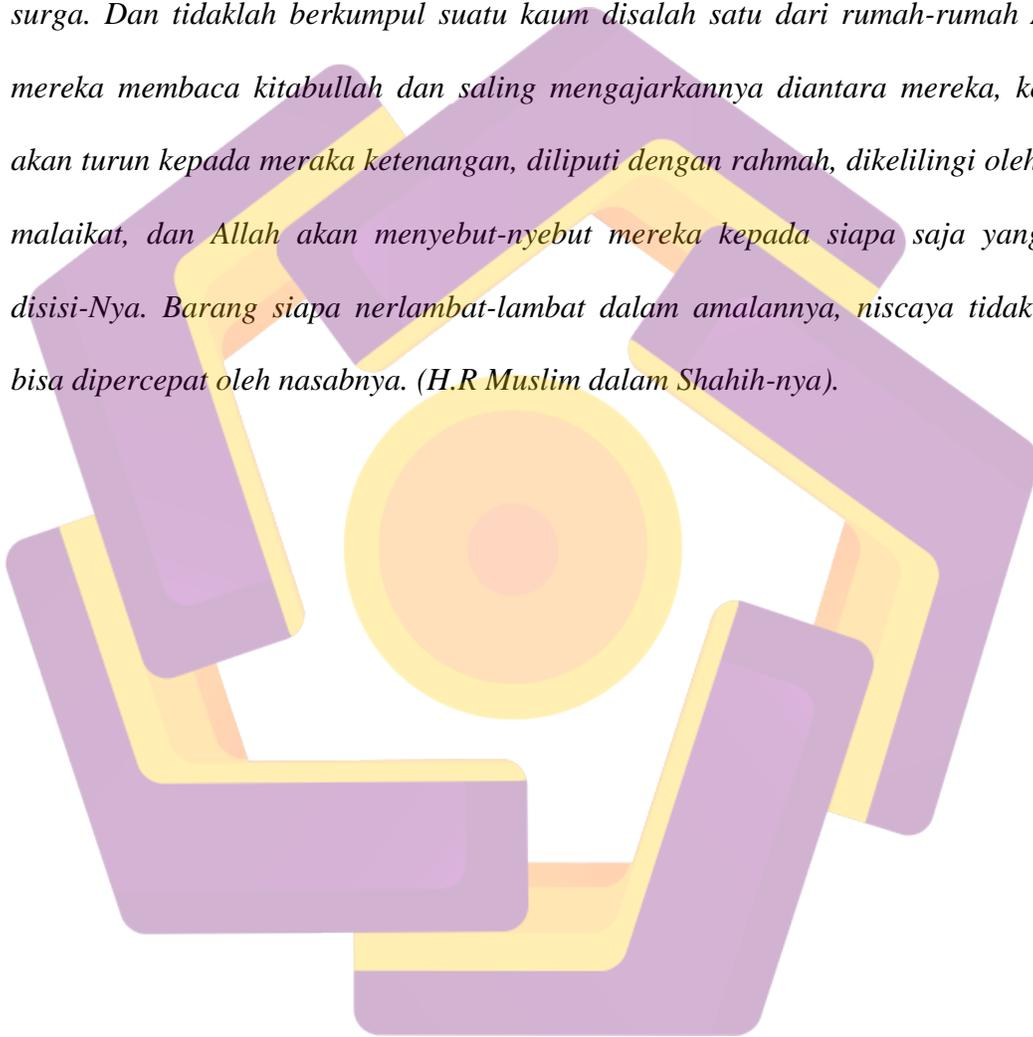 surga. Dan tidaklah berkumpul suatu kaum disalah satu dari rumah-rumah
mereka membaca kitabullah dan saling mengajarkannya diantara mereka,
akan turun kepada meraka ketenangan, diliputi dengan rahmah, dikelilingi oleh
malaikat, dan Allah akan menyebut-nyebut mereka kepada siapa saja yang
disisi-Nya. Barang siapa nerlambat-lambat dalam amalannya, niscaya tidak
bisa dipercepat oleh nasabnya. (H.R Muslim dalam Shahih-nya).